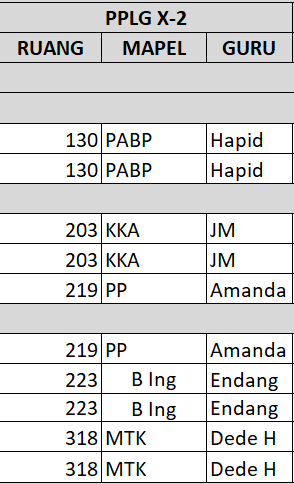 PPLG X-2
RUANG MAPEL GURU
130 PABP Hapid
130 PABP Hapid
203 KKA JM
203 KKA JM
219 PP Amanda
219 PP Amanda
223 B Ing Endang
223 B Ing Endang
318 MTK Dede H
318 MTK Dede H